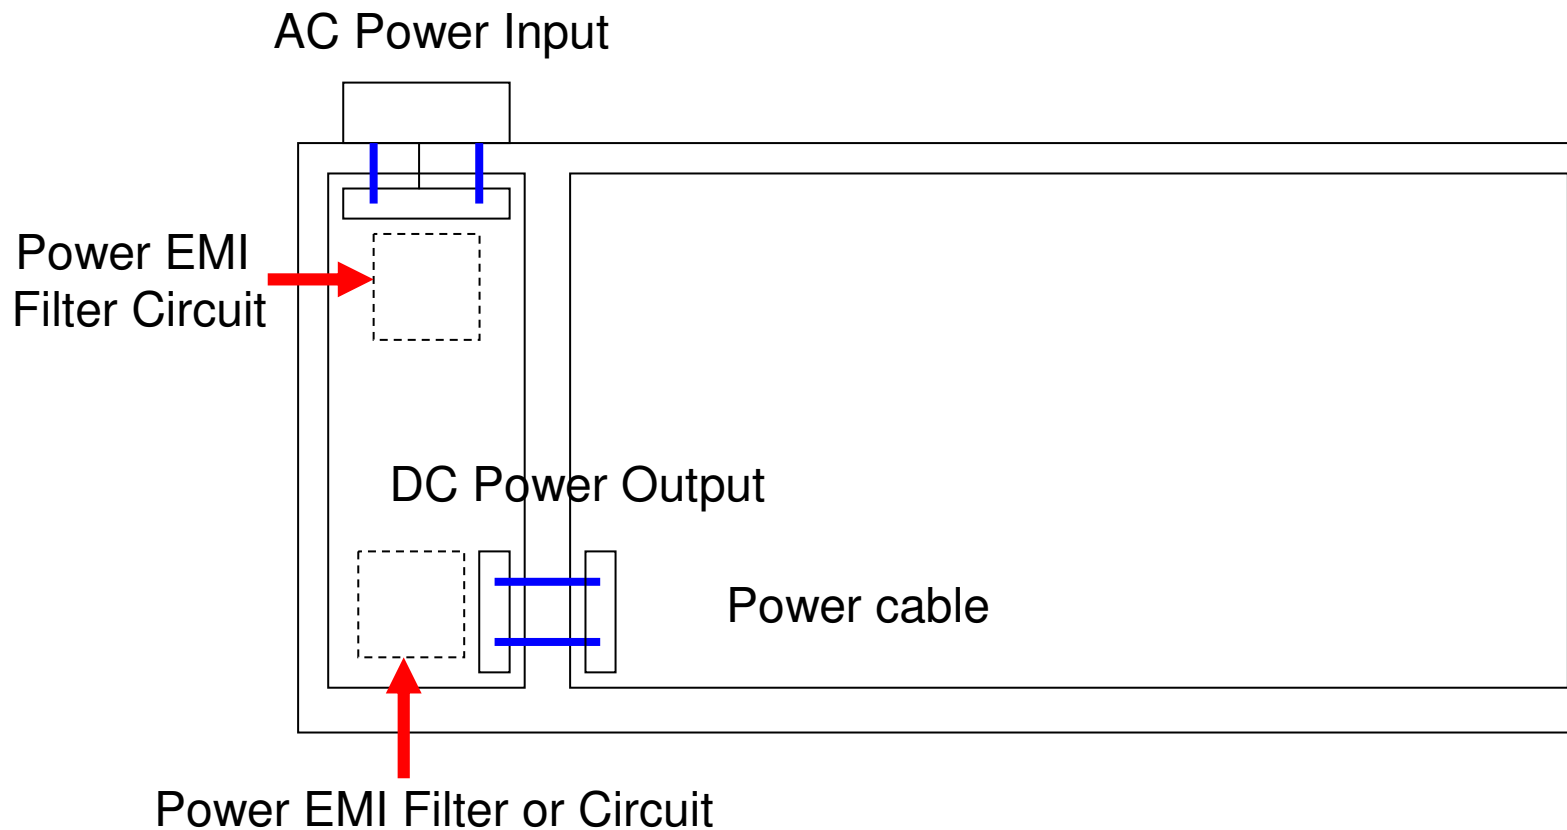 AC Power Input
Power EMI
Filter Circuit
DC Power Output
Power cable
Power EMI Filter or Circuit